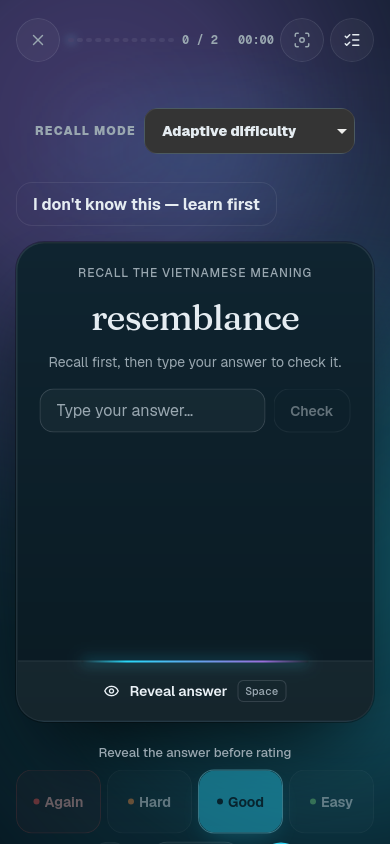 0 / 2 00:00
RECALL MODE Adaptive difficulty
I don't know this — learn first
RECALL THE VIETNAMESE MEANING
resemblance
Recall first, then type your answer to check it.
Type your answer... Check
Reveal answer Space
Reveal the answer before rating
Again Hard Good Easy